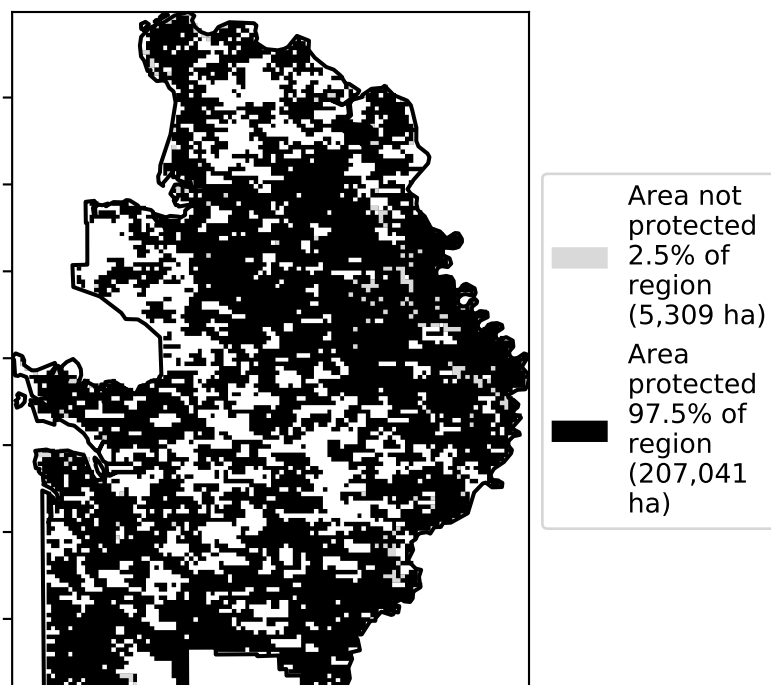 Area not
protected
2.5% of
region
(5,309 ha)
Area
protected
97.5% of
region
(207,041
ha)